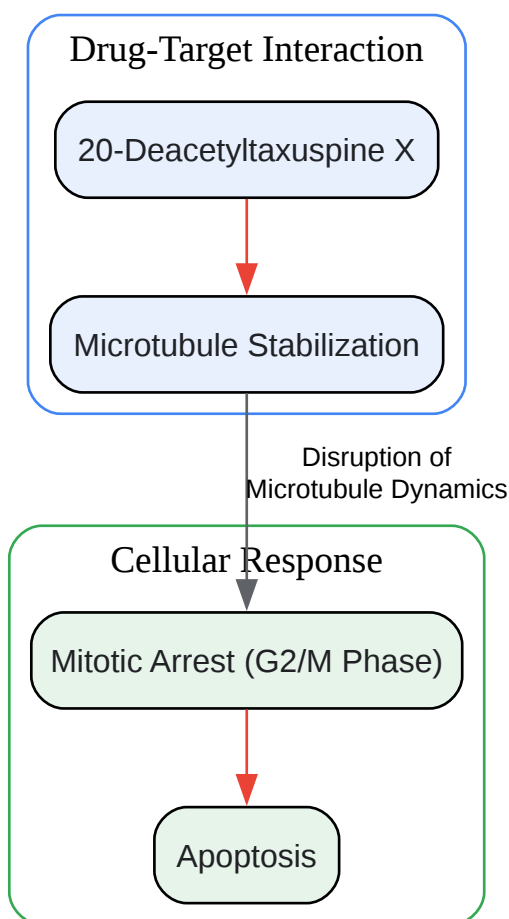 Drug-Target Interaction
20-Deacetyltaxuspine X
Microtubule Stabilization
Disruption of
Microtubule Dynamics
Cellular Response
Mitotic Arrest (G2/M Phase)
Apoptosis